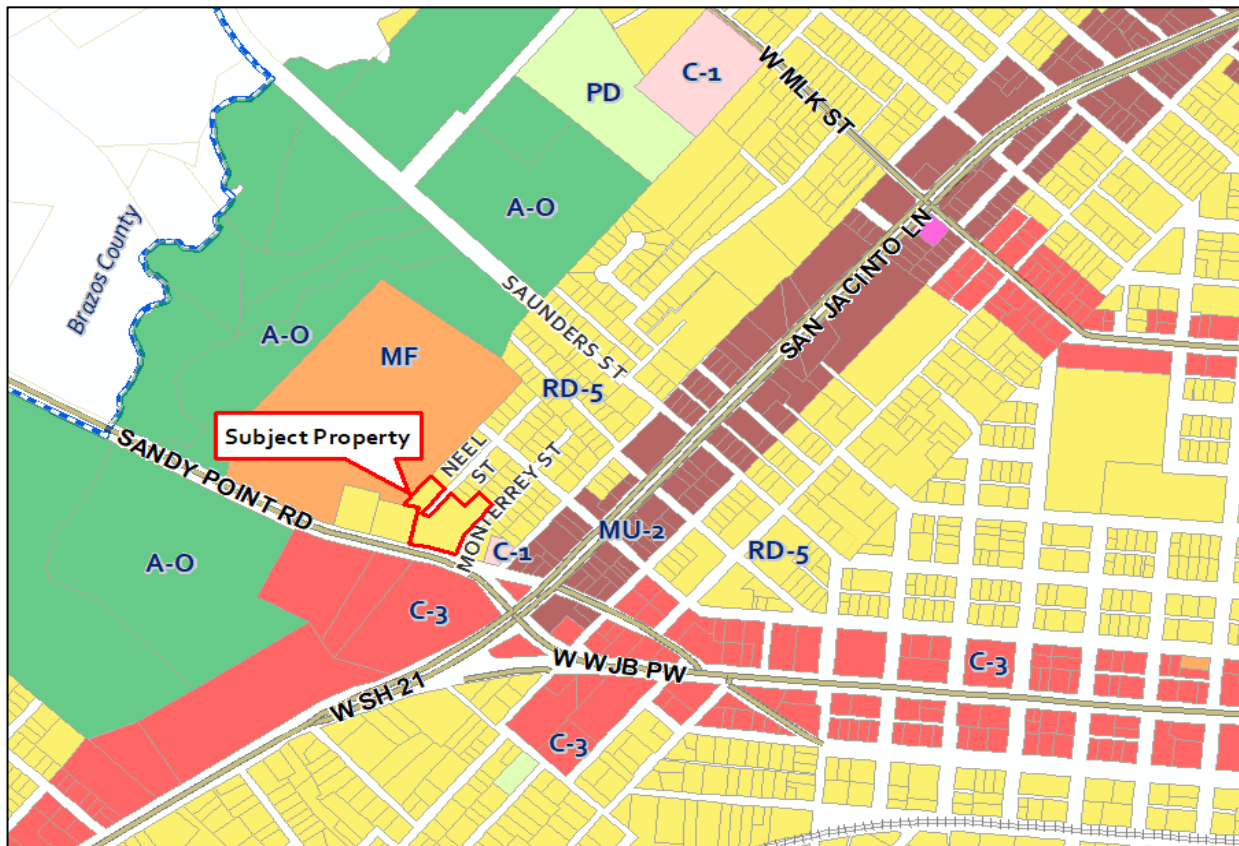 C-1
W MLK ST
PD
A-O
Brazos County
SAN JACINTO LN
SAUNDERS ST
A-O
MF
RD-5
Subject Property
NEEL
ST
SANDY POINT RD
MONTERREY ST
MU-2
C-1
RD-5
A-O
C-3
W WJB PW
C-3
W SH 21
C-3